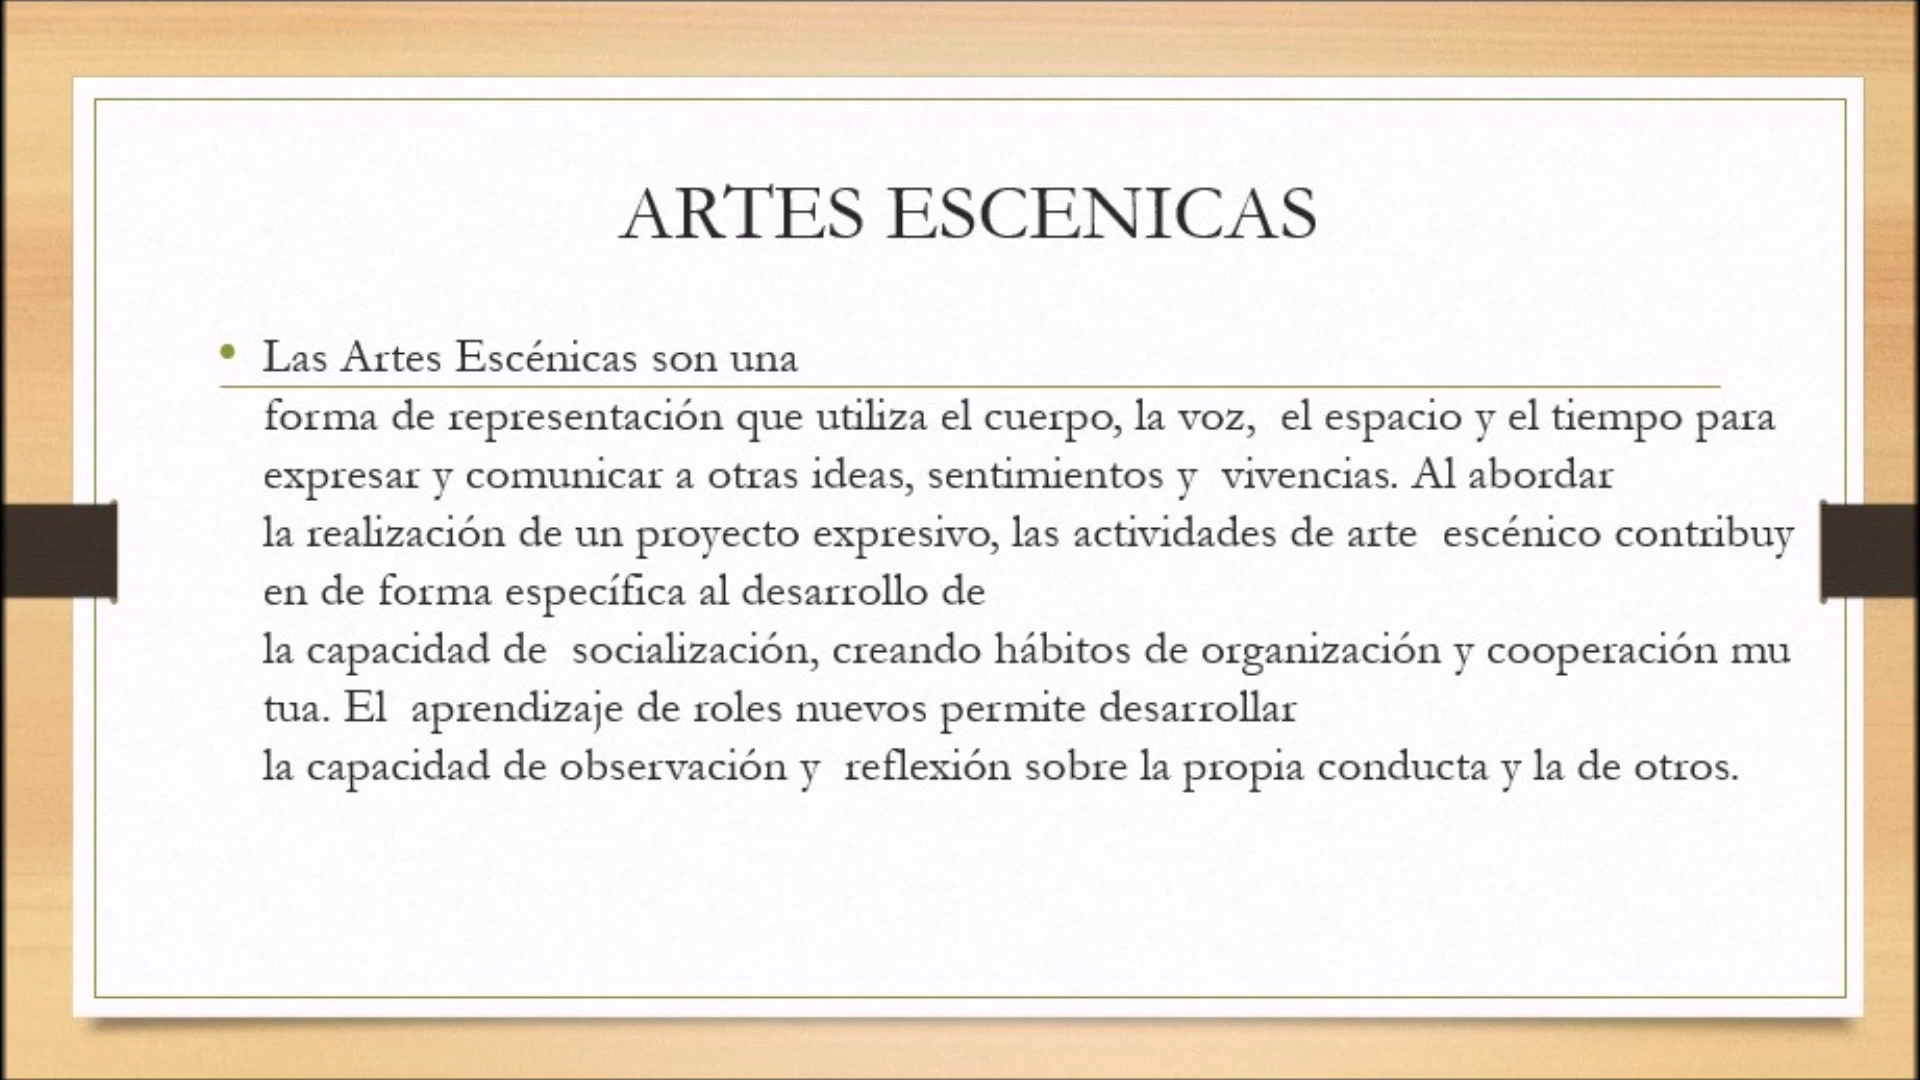 ARTES ESCENICAS
• Las Artes Escénicas son una
forma de representación que utiliza el cuerpo, la voz,  el espacio y el tiempo para
expresar y comunicar a otras ideas, sentimientos y  vivencias. Al abordar
la realización de un proyecto expresivo, las actividades de arte  escénico contribuy
en de forma específica al desarrollo de
la capacidad de  socialización, creando hábitos de organización y cooperación mu
tua. El  aprendizaje de roles nuevos permite desarrollar
la capacidad de observación y  reflexión sobre la propia conducta y la de otros.